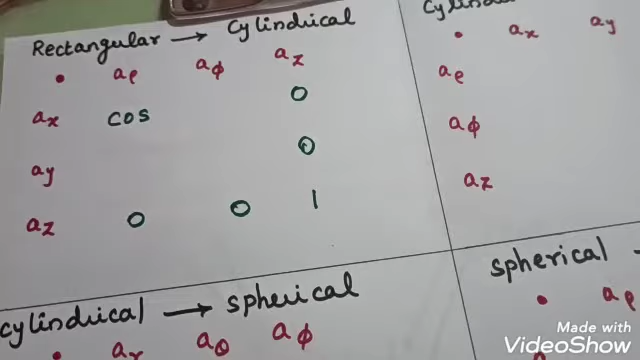 Rectangular → Cylindrical
• aρ aϕ az
ax cos 0
ay 0
az 0 0 1
• ax ay
aρ
aϕ
az
cylindrical → spherical
• ar aθ aϕ
spherical
• aρ
Made with
VideoShow